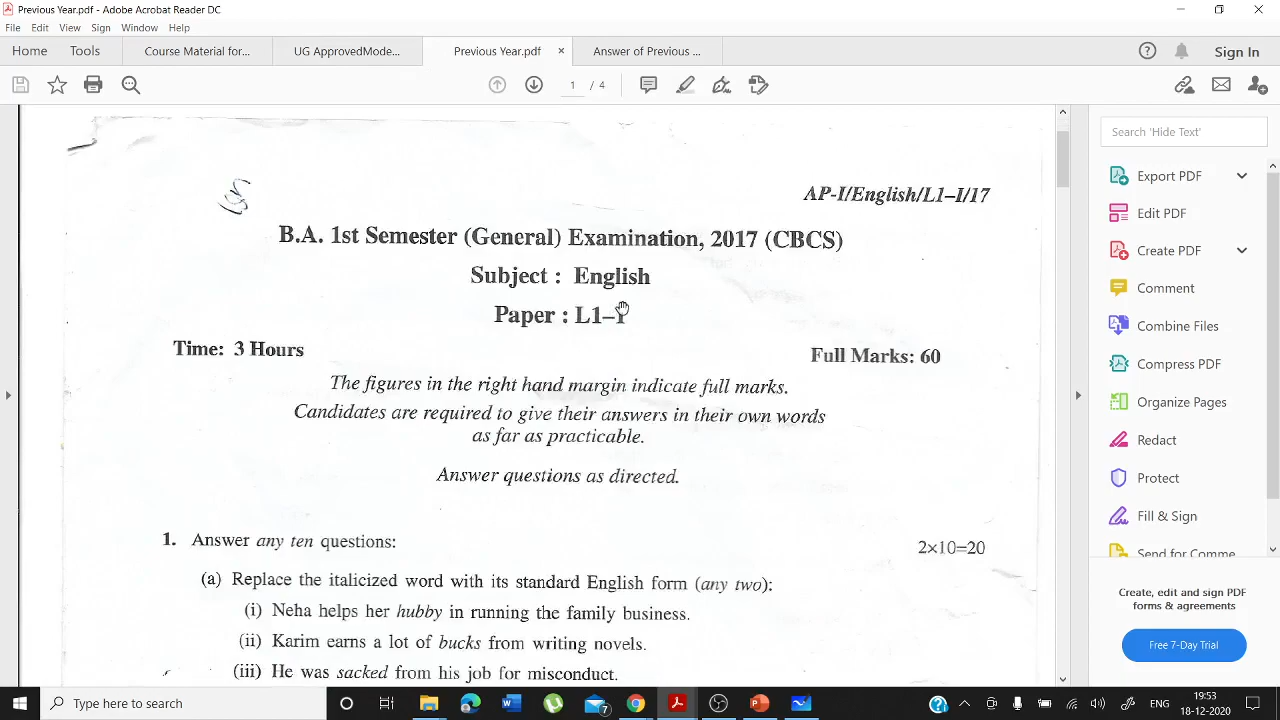 Previous Year.pdf - Adobe Acrobat Reader DC
File Edit View Sign Window Help
Home Tools Course Material for... UG ApprovedMode... Previous Year.pdf × Answer of Previous ... Sign In
1 / 4
Search 'Hide Text'
Export PDF
Edit PDF
Create PDF
Comment
Combine Files
Compress PDF
Organize Pages
Redact
Protect
Fill & Sign
Send for Comme
Create, edit and sign PDF
forms & agreements
Free 7-Day Trial
AP-I/English/L1–I/17
B.A. 1st Semester (General) Examination, 2017 (CBCS)
Subject : English
Paper : L1–I
Time: 3 Hours
Full Marks: 60
The figures in the right hand margin indicate full marks.
Candidates are required to give their answers in their own words
as far as practicable.
Answer questions as directed.
1. Answer any ten questions: 2×10=20
(a) Replace the italicized word with its standard English form (any two):
(i) Neha helps her hubby in running the family business.
(ii) Karim earns a lot of bucks from writing novels.
(iii) He was sacked from his job for misconduct.
Type here to search
7
ENG
19:53
18-12-2020